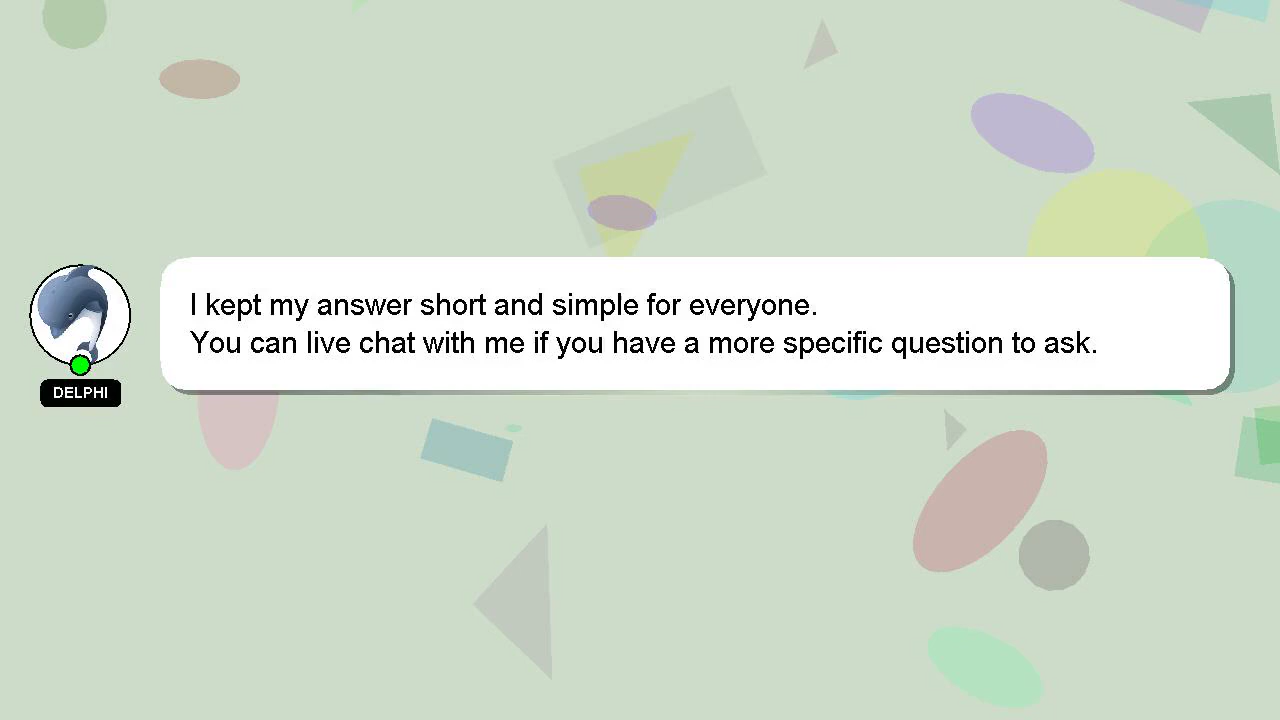 I kept my answer short and simple for everyone.
You can live chat with me if you have a more specific question to ask.
DELPHI